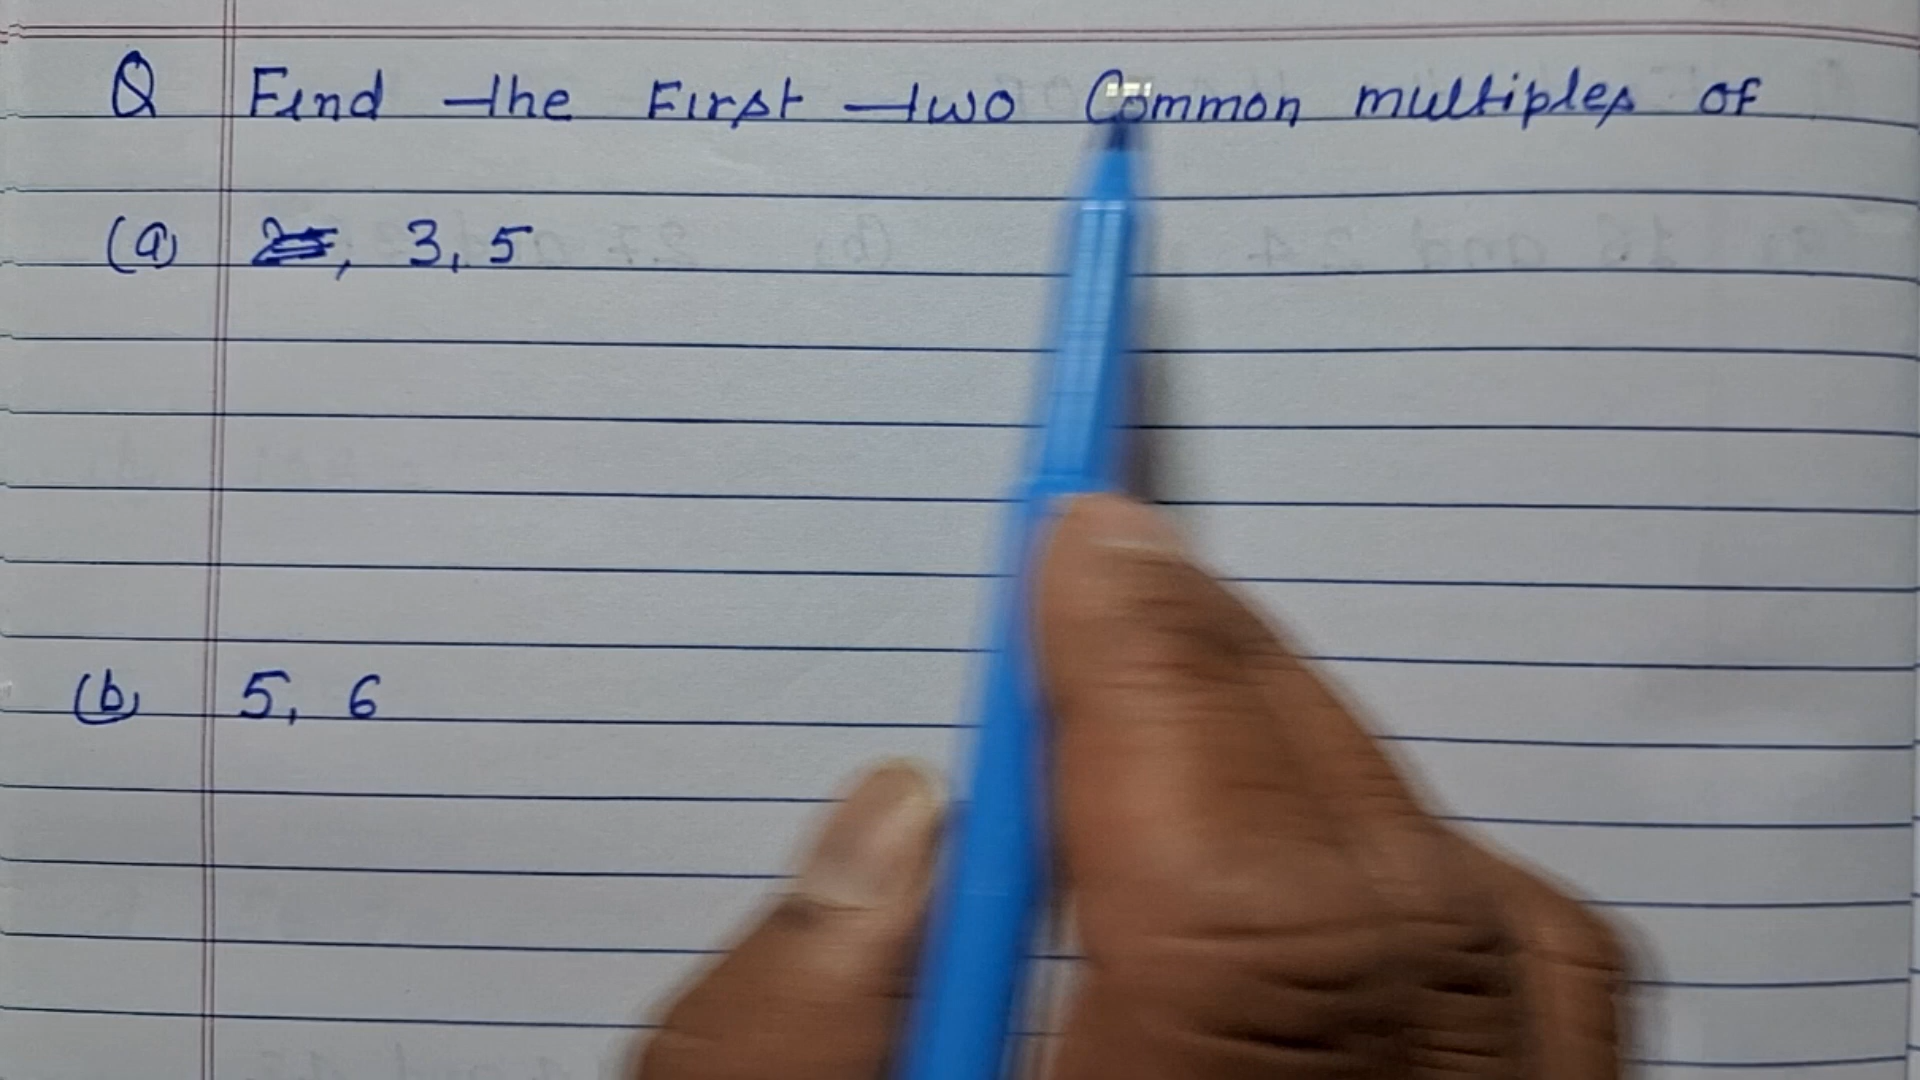 Q Find the First two Common multiples of
(a) , 3, 5
(b) 5, 6